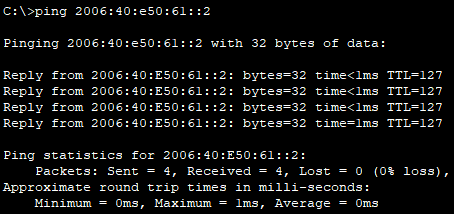 C:\>ping 2006:40:e50:61::2
Pinging 2006:40:e50:61::2 with 32 bytes of data:
Reply from 2006:40:E50:61::2: bytes=32 time<1ms TTL=127
Reply from 2006:40:E50:61::2: bytes=32 time<1ms TTL=127
Reply from 2006:40:E50:61::2: bytes=32 time<1ms TTL=127
Reply from 2006:40:E50:61::2: bytes=32 time=1ms TTL=127
Ping statistics for 2006:40:E50:61::2:
Packets: Sent = 4, Received = 4, Lost = 0 (0% loss),
Approximate round trip times in milli-seconds:
Minimum = 0ms, Maximum = 1ms, Average = 0ms